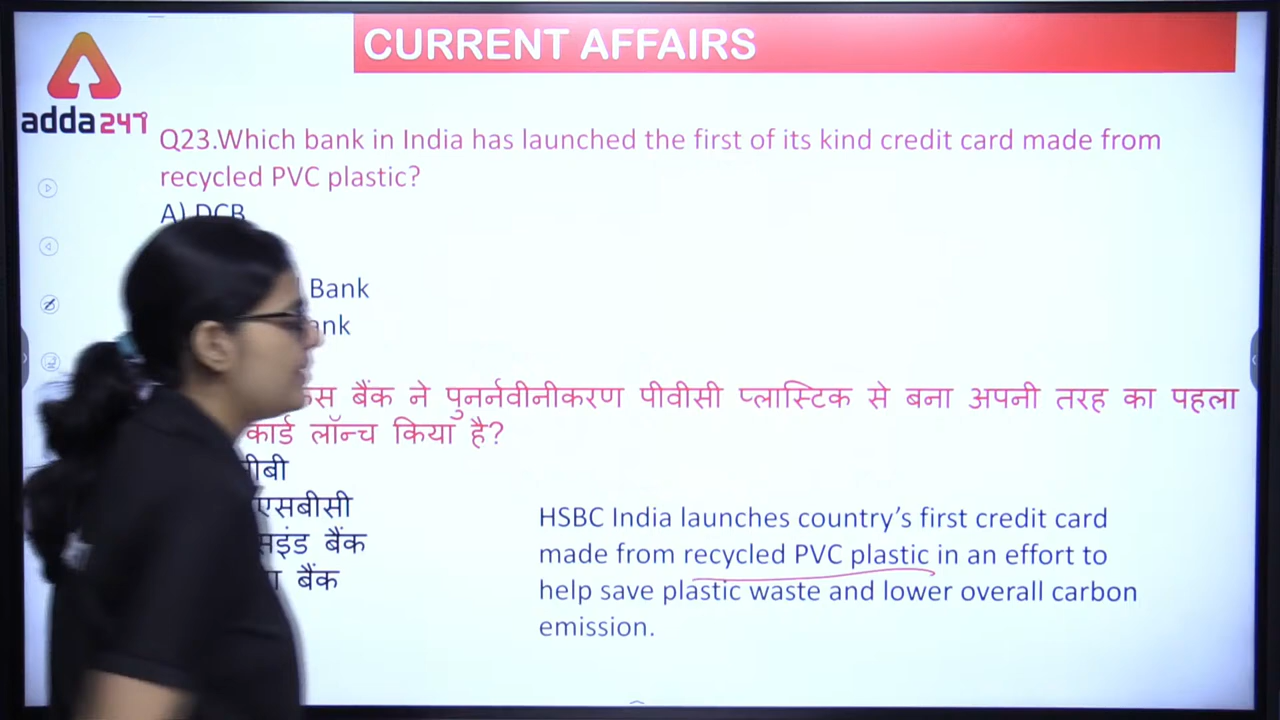 CURRENT AFFAIRS
adda247
Q23.Which bank in India has launched the first of its kind credit card made from
recycled PVC plastic?
A) DCB
Bank
ank
बैंक ने पुनर्नवीनीकरण पीवीसी प्लास्टिक से बना अपनी तरह का पहला
कार्ड लॉन्च किया है?
ीबी
एसबीसी
सइंड बैंक
बैंक
HSBC India launches country’s first credit card
made from recycled PVC plastic in an effort to
help save plastic waste and lower overall carbon
emission.